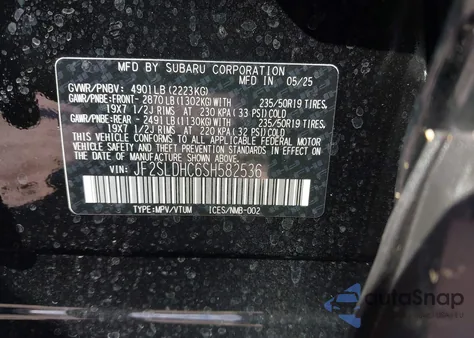 MFD BY SUBARU CORPORATION 05/25
GVWR/PNBV: 4901LB(2223KG)
GAWR/PNBE:FRONT- 2870LB(1302KG)WITH 235/50R19 TIRES,
19X7 1/2J RIMS AT 230 KPA( 33 PSI)COLD
GAWR/PNBE:REAR - 2491LB(1130KG)WITH 235/50R19 TIRES,
19X7 1/2J RIMS AT 220 KPA( 32 PSI)COLD
THIS VEHICLE CONFORMS TO ALL APPLICABLE
FEDERAL MOTOR VEHICLE SAFETY, BUMPER, AND
THEFT PREVENTION STANDARDS IN EFFECT ON THE
DATE OF MANUFACTURE SHOWN ABOVE.
VIN: JF2SLDHC6SH582536
TYPE:MPV/VTUM ICES/NMB-002
autoSnap